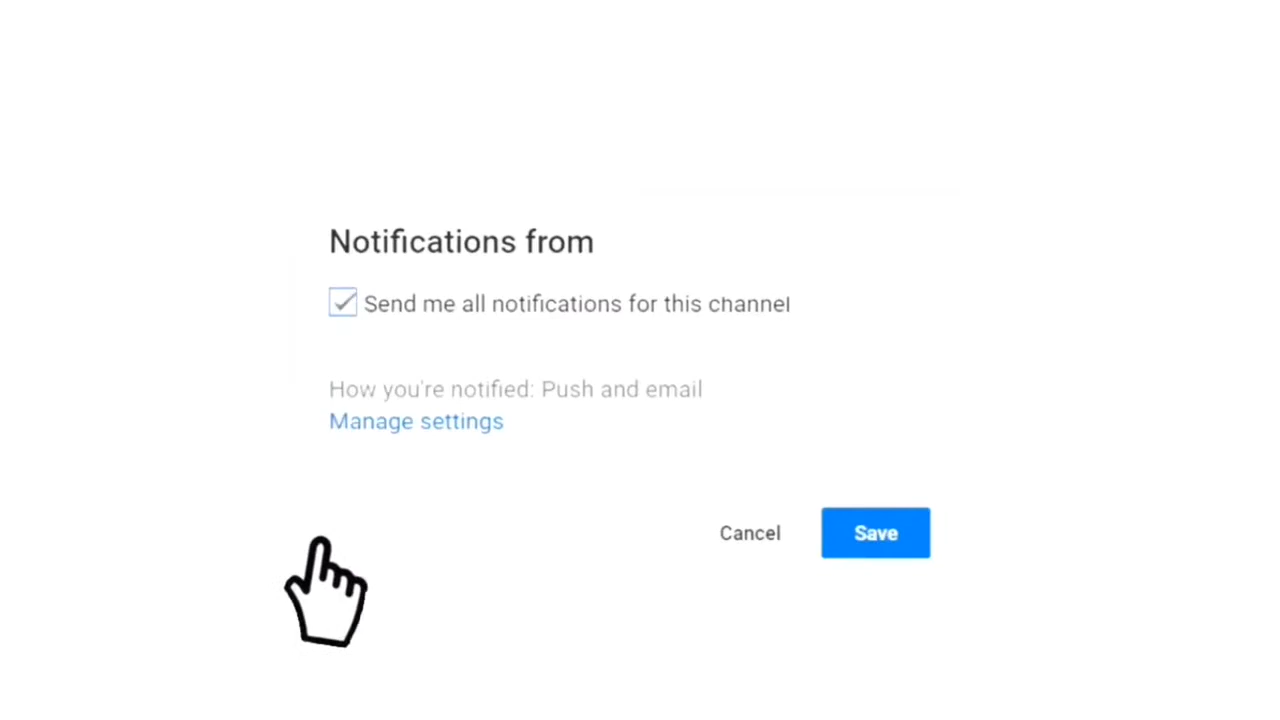 Notifications from
Send me all notifications for this channel
How you're notified: Push and email
Manage settings
Cancel
Save